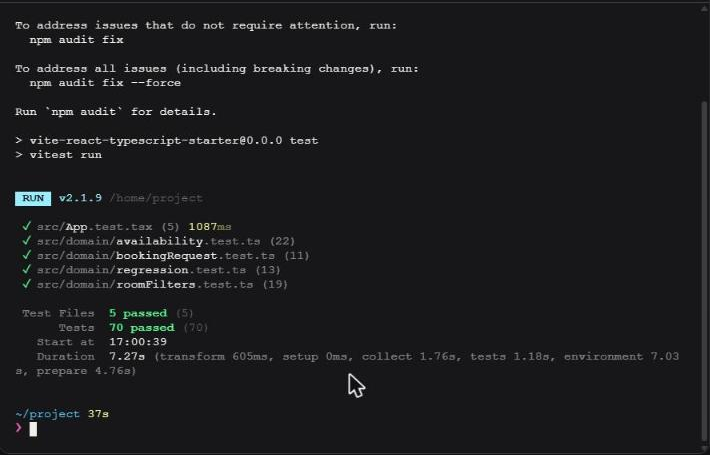 To address issues that do not require attention, run:
  npm audit fix
To address all issues (including breaking changes), run:
  npm audit fix --force
Run `npm audit` for details.
> vite-react-typescript-starter@0.0.0 test
> vitest run
RUN v2.1.9 /home/project
✓ src/App.test.tsx (5) 1087ms
✓ src/domain/availability.test.ts (22)
✓ src/domain/bookingRequest.test.ts (11)
✓ src/domain/regression.test.ts (13)
✓ src/domain/roomFilters.test.ts (19)
Test Files 5 passed (5)
Tests 70 passed (70)
Start at 17:00:39
Duration 7.27s (transform 605ms, setup 0ms, collect 1.76s, tests 1.18s, environment 7.03
s, prepare 4.76s)
~/project 37s
❯